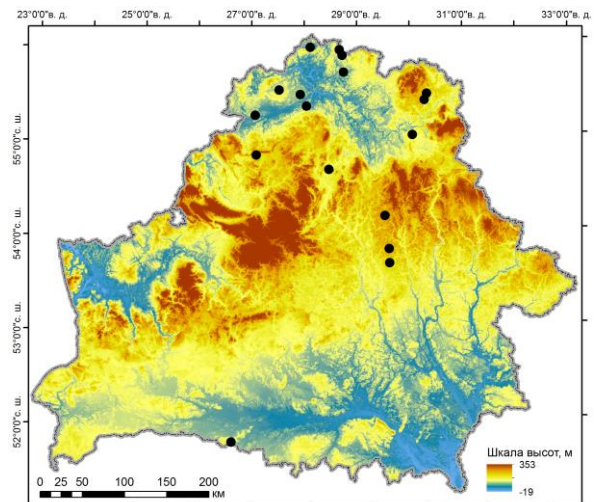 23°0'0"в. д. 25°0'0"в. д. 27°0'0"в. д. 29°0'0"в. д. 31°0'0"в. д. 33°0'0"в. д.
55°0'0"с. ш.
54°0'0"с. ш.
53°0'0"с. ш.
52°0'0"с. ш.
Шкала высот, м
353
-19
0 25 50 100 150 200
КМ